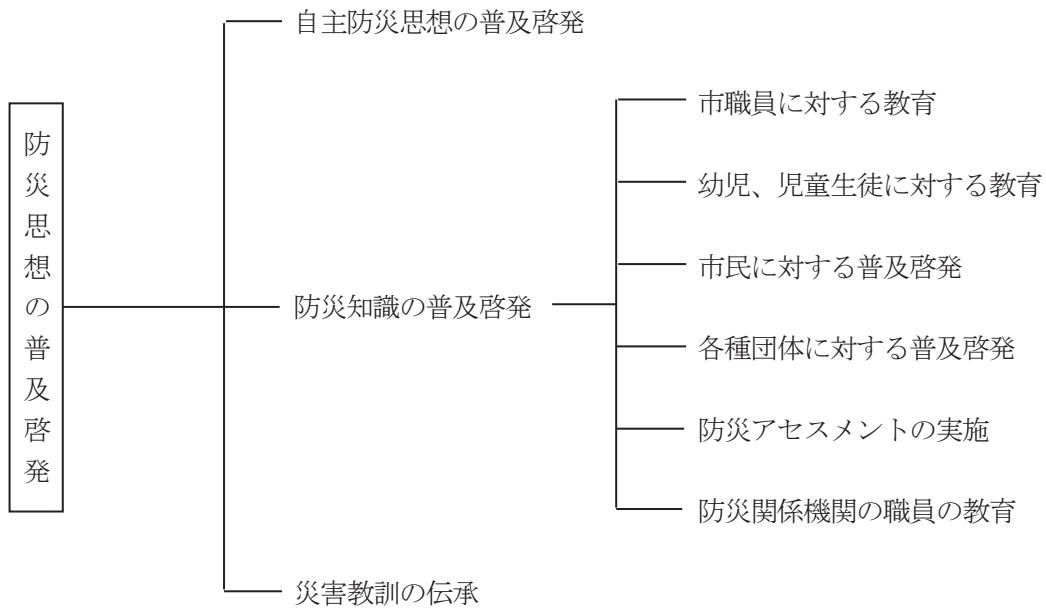 防災思想の普及啓発
自主防災思想の普及啓発
防災知識の普及啓発
市職員に対する教育
幼児、児童生徒に対する教育
市民に対する普及啓発
各種団体に対する普及啓発
防災アセスメントの実施
防災関係機関の職員の教育
災害教訓の伝承